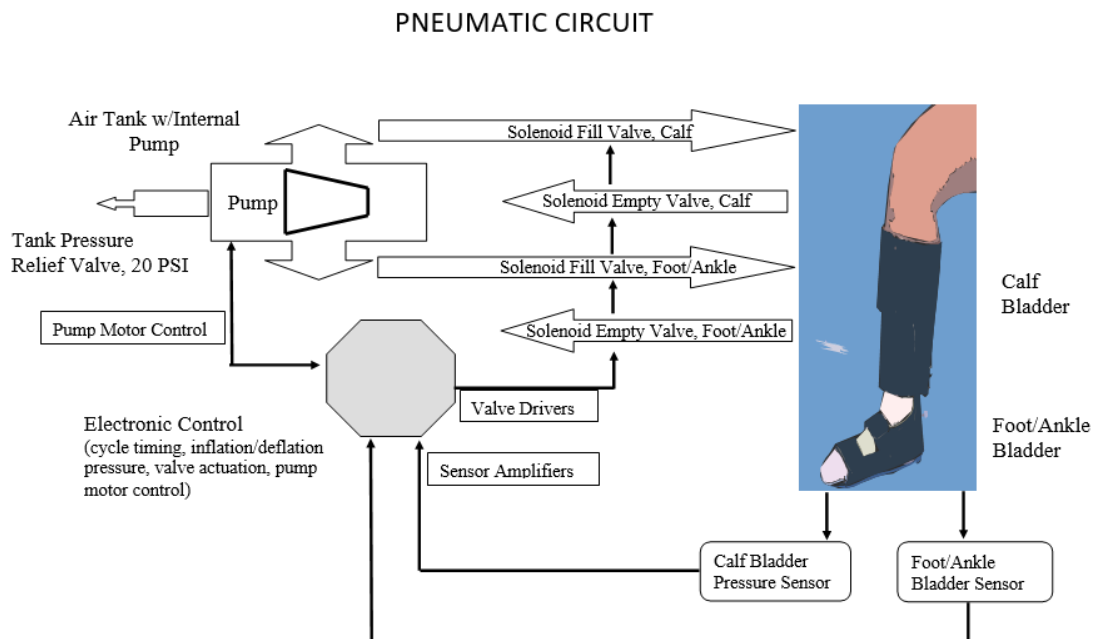 PNEUMATIC CIRCUIT
Air Tank w/Internal
Pump
Solenoid Fill Valve, Calf
Pump
Solenoid Empty Valve, Calf
Tank Pressure
Relief Valve, 20 PSI
Solenoid Fill Valve, Foot/Ankle
Calf
Bladder
Pump Motor Control
Solenoid Empty Valve, Foot/Ankle
Valve Drivers
Electronic Control
(cycle timing, inflation/deflation
pressure, valve actuation, pump
motor control)
Foot/Ankle
Bladder
Sensor Amplifiers
Calf Bladder
Pressure Sensor
Foot/Ankle
Bladder Sensor